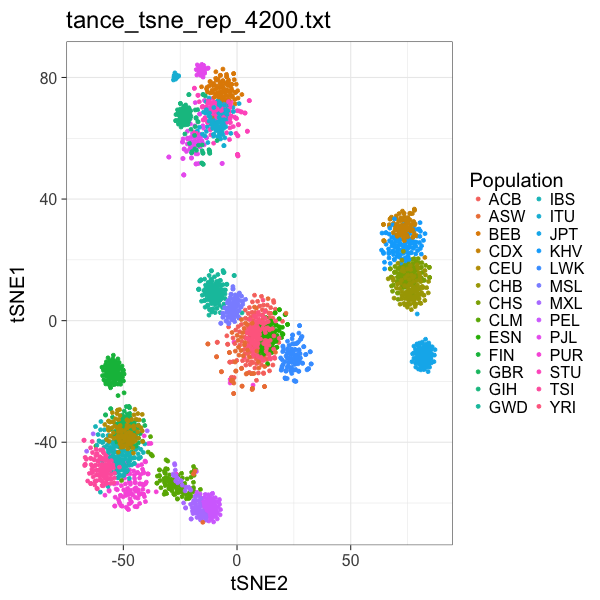 tance_tsne_rep_4200.txt
80
40
0
-40
tSNE1
-50
0
50
tSNE2
Population
ACB IBS
ASW ITU
BEB JPT
CDX KHV
CEU LWK
CHB MSL
CHS MXL
CLM PEL
ESN PJL
FIN PUR
GBR STU
GIH TSI
GWD YRI